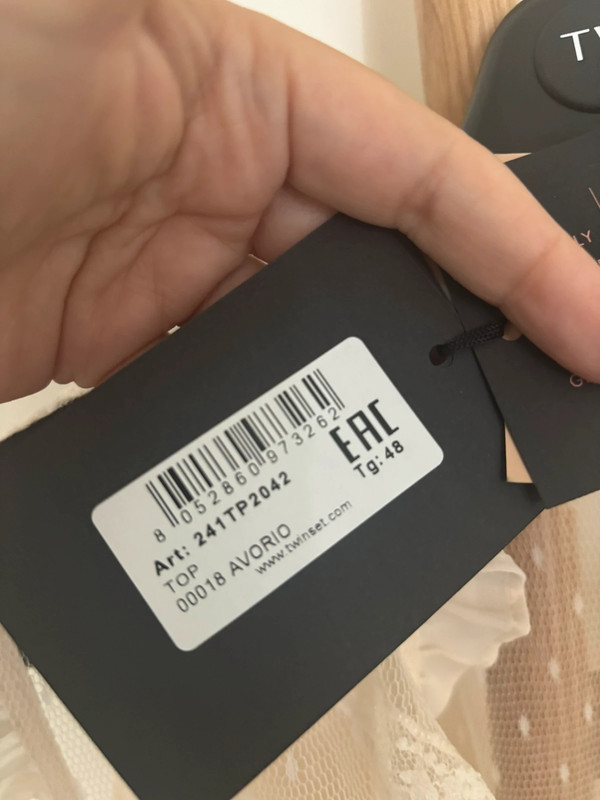 8 052860 973262
EAC
Tg: 48
Art: 241TP2042
TOP
00018 AVORIO
www.twinset.com